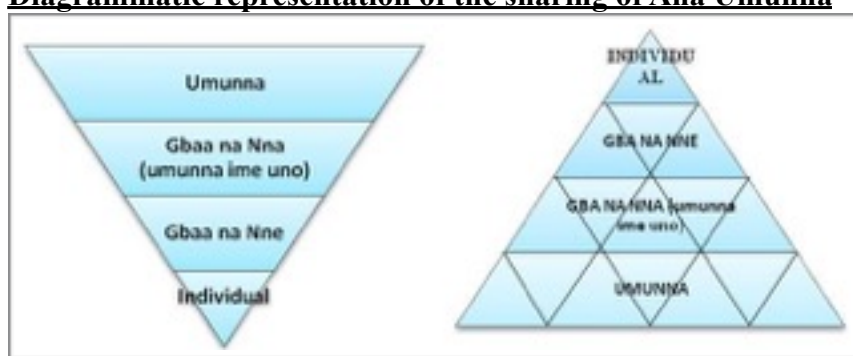 Diagrammatic representation of the sharing of Ana Umunna
Umunna
Gbaa na Nna
(umunna ime uno)
Gbaa na Nne
Individual
INDIVIDU
AL
GBA NA NNE
GBA NA NNA (umunna
ime uno)
UMUNNA